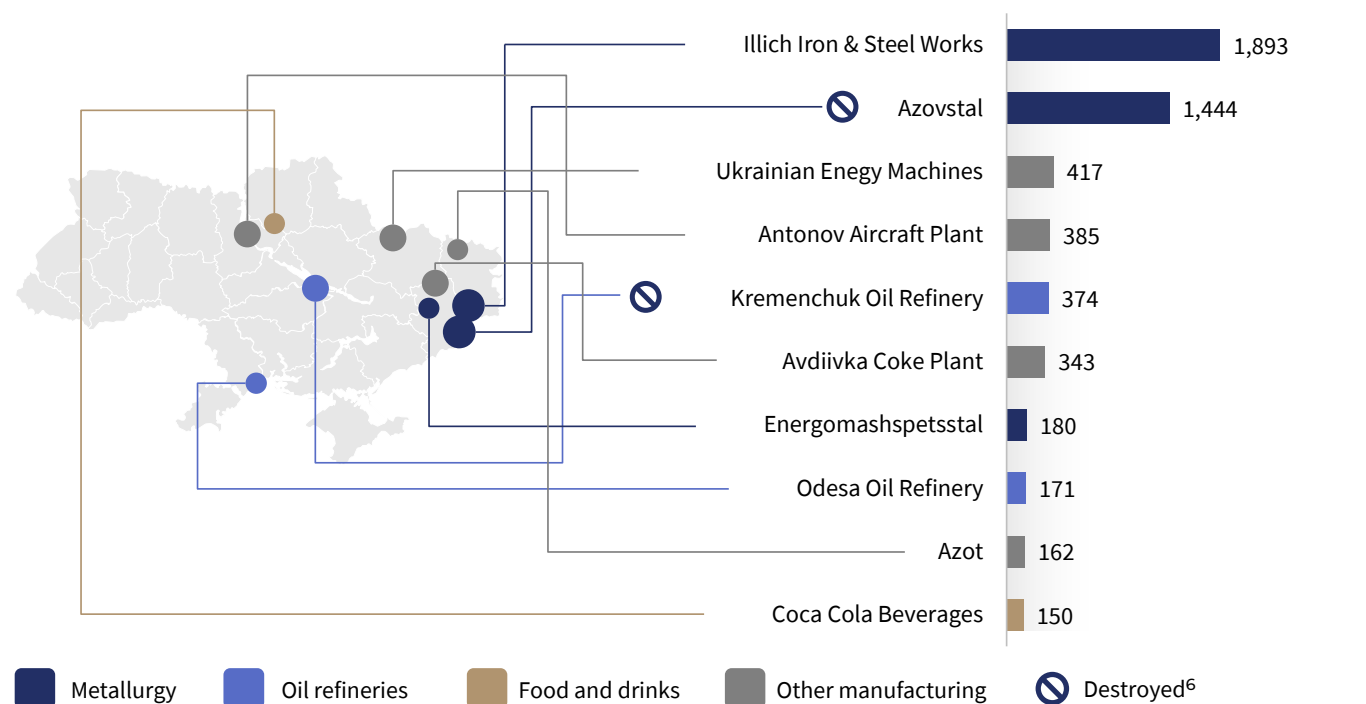 Illich Iron & Steel Works 1,893
Azovstal 1,444
Ukrainian Enegy Machines 417
Antonov Aircraft Plant 385
Kremenchuk Oil Refinery 374
Avdiivka Coke Plant 343
Energomashspetsstal 180
Odesa Oil Refinery 171
Azot 162
Coca Cola Beverages 150
Metallurgy Oil refineries Food and drinks Other manufacturing Destroyed⁶